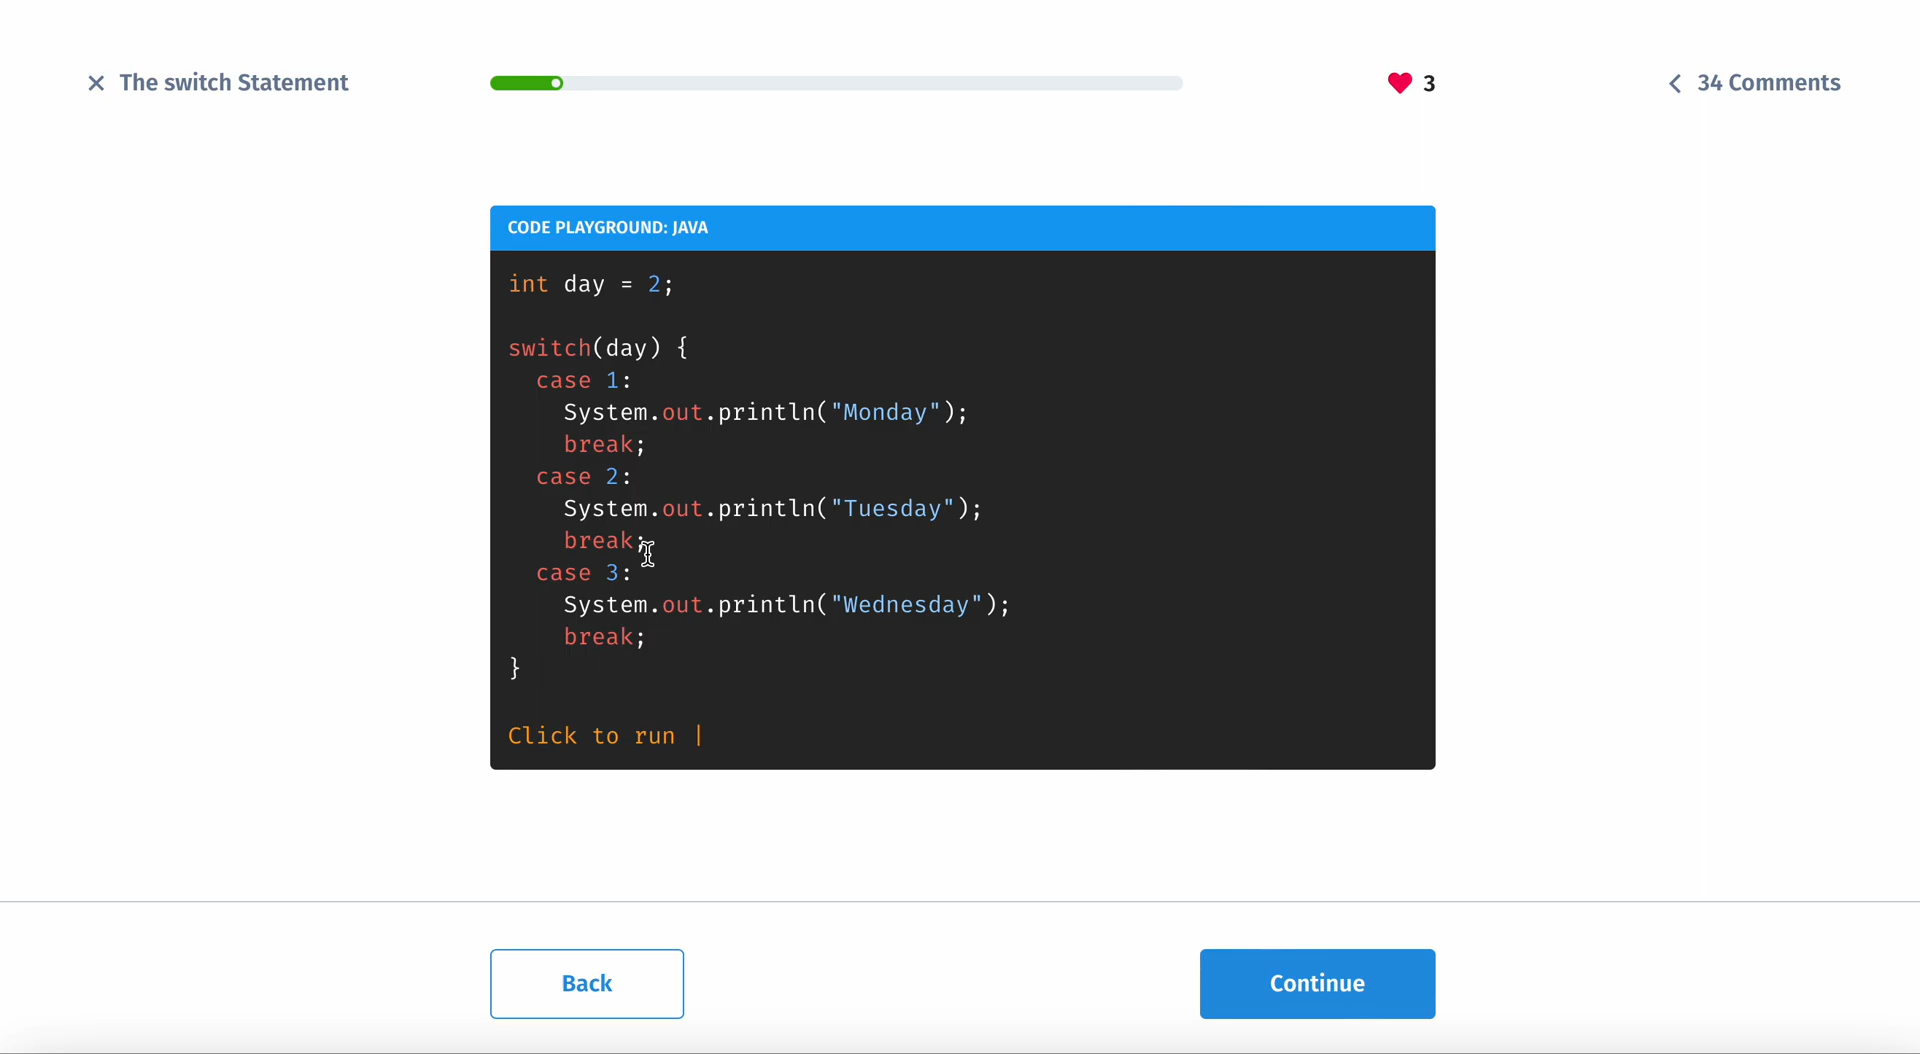 The switch Statement
3
34 Comments
CODE PLAYGROUND: JAVA
int day = 2;
switch(day) {
  case 1:
    System.out.println("Monday");
    break;
  case 2:
    System.out.println("Tuesday");
    break;
  case 3:
    System.out.println("Wednesday");
    break;
}
Click to run |
Back
Continue